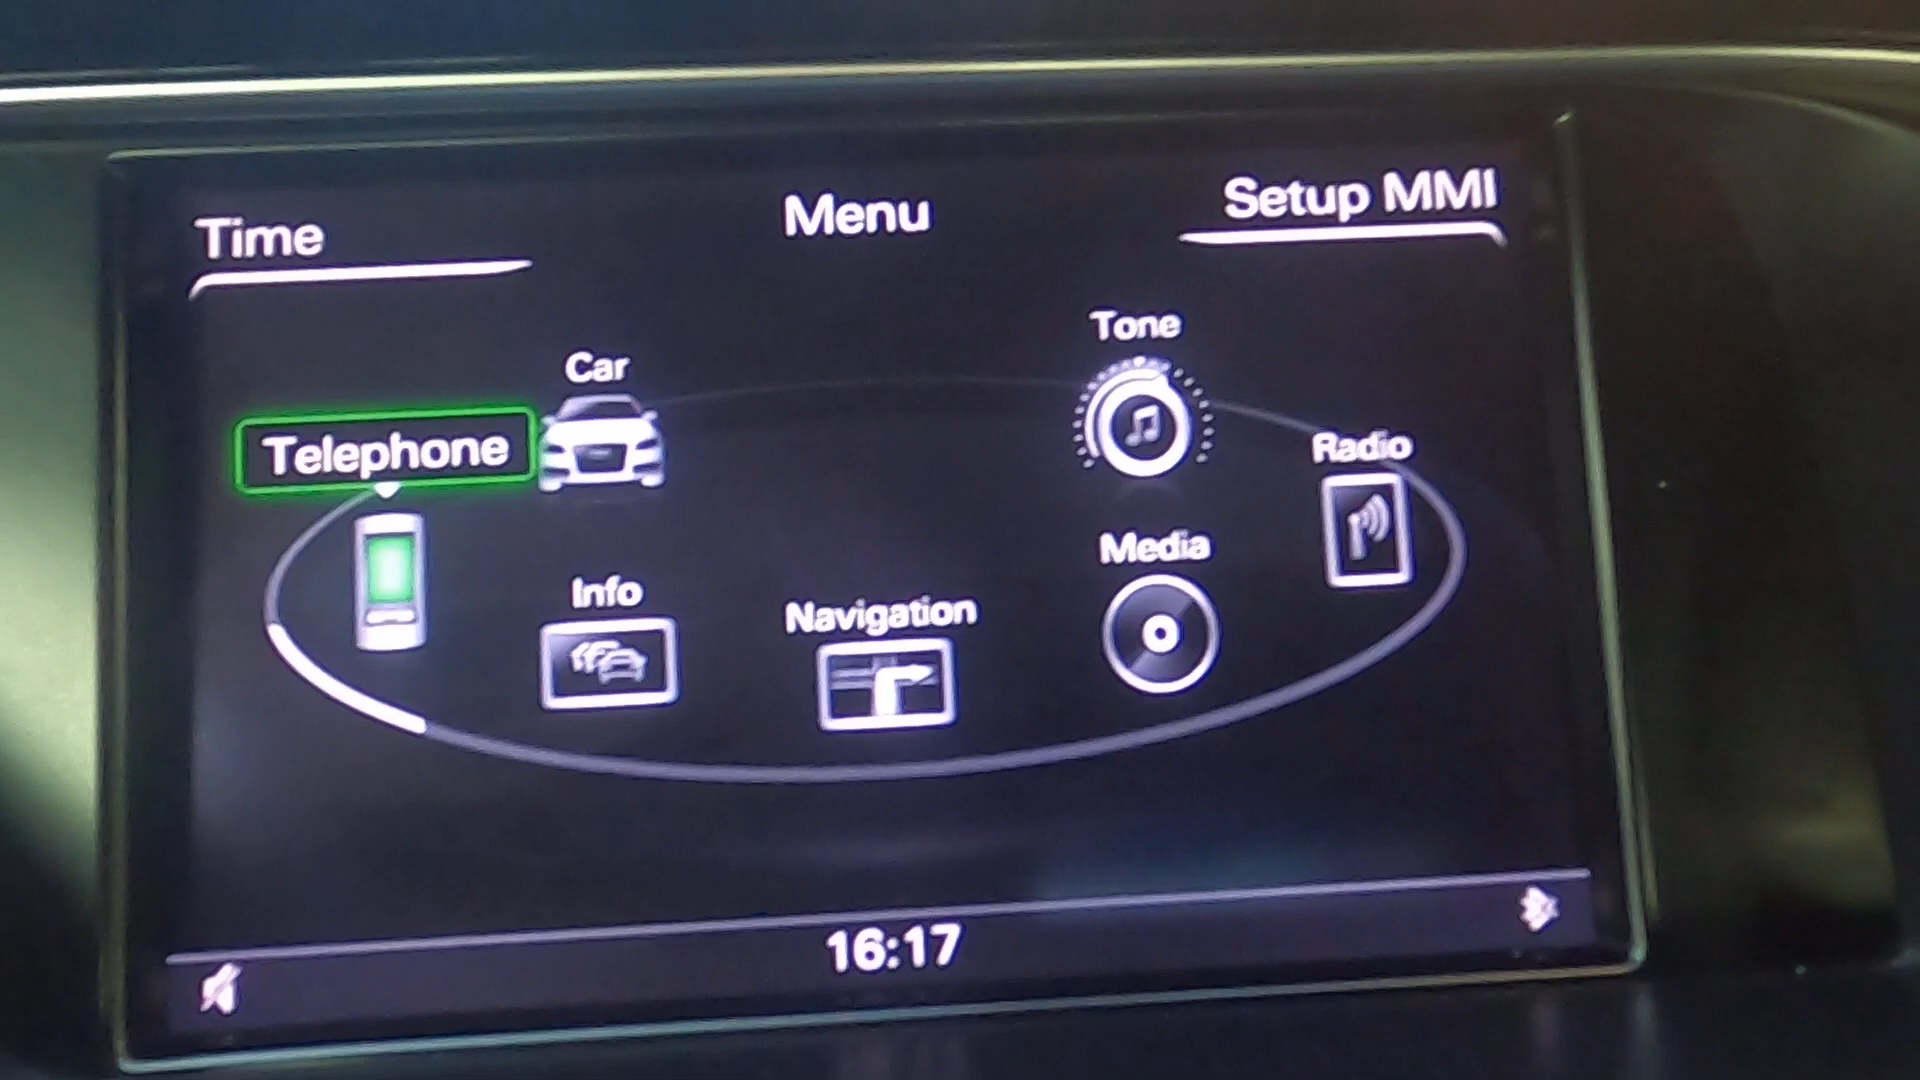 Time
Menu
Setup MMI
Car
Tone
Telephone
Radio
Info
Navigation
Media
16:17